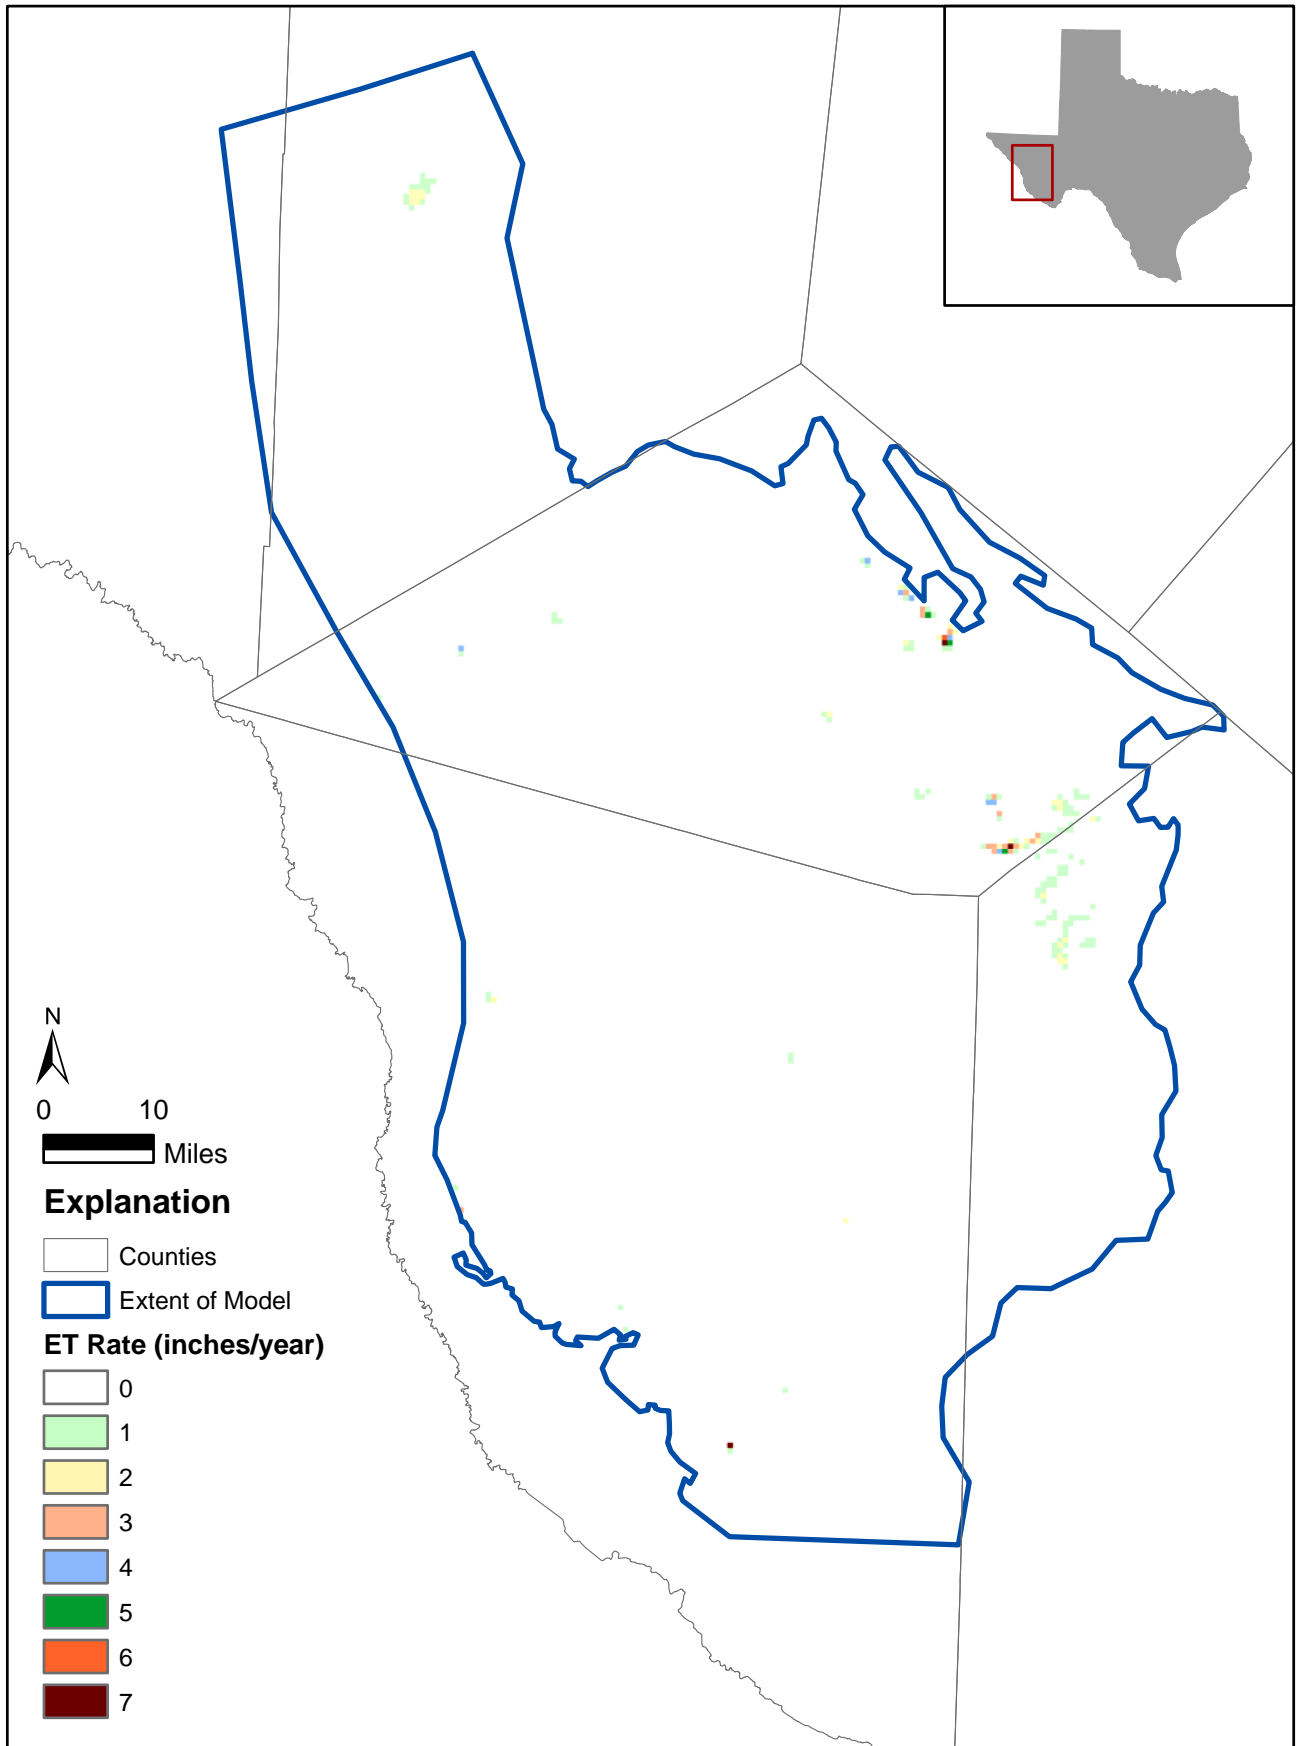 N
0 10
Miles
Explanation
Counties
Extent of Model
ET Rate (inches/year)
0
1
2
3
4
5
6
7